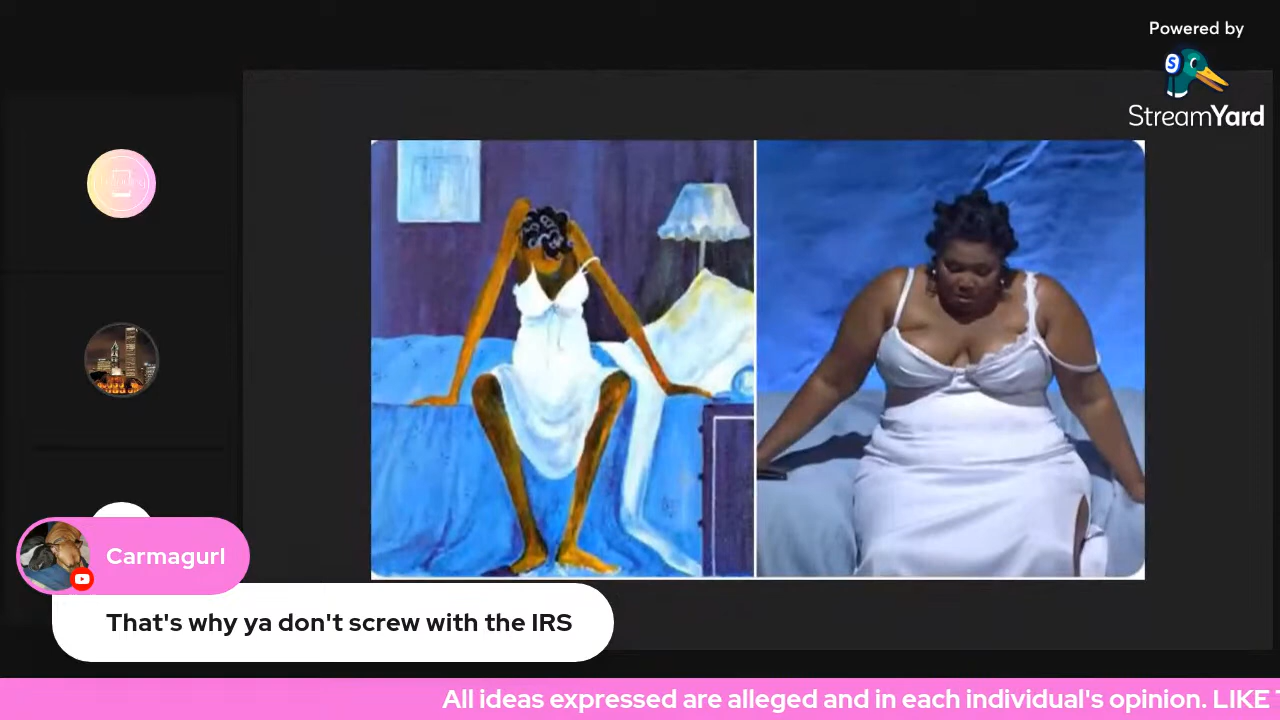 Powered by
StreamYard
Carmagurl
That's why ya don't screw with the IRS
All ideas expressed are alleged and in each individual's opinion. LIKE